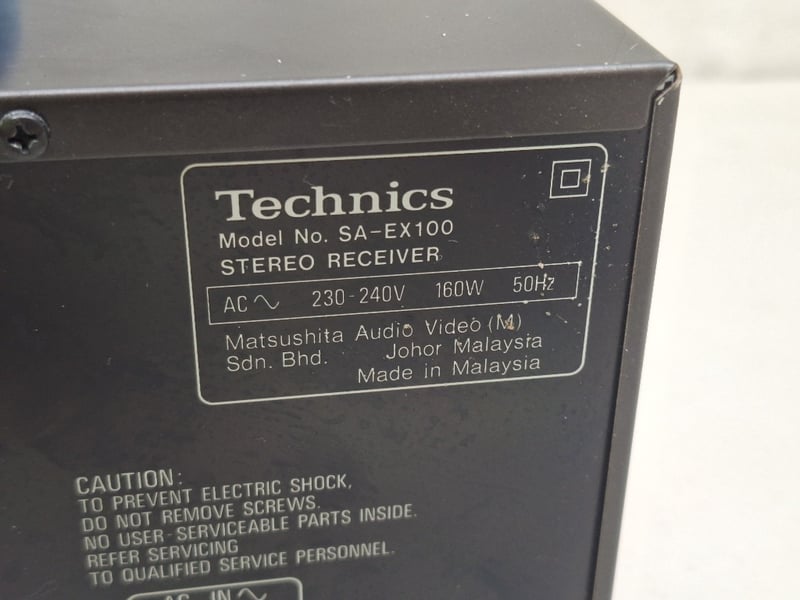 Technics
Model No. SA-EX100
STEREO RECEIVER
AC 230-240V 160W 50Hz
Matsushita Audio Video (M)
Sdn. Bhd. Johor Malaysia
Made in Malaysia
CAUTION:
TO PREVENT ELECTRIC SHOCK,
DO NOT REMOVE SCREWS.
NO USER-SERVICEABLE PARTS INSIDE.
REFER SERVICING
TO QUALIFIED SERVICE PERSONNEL.
AC IN